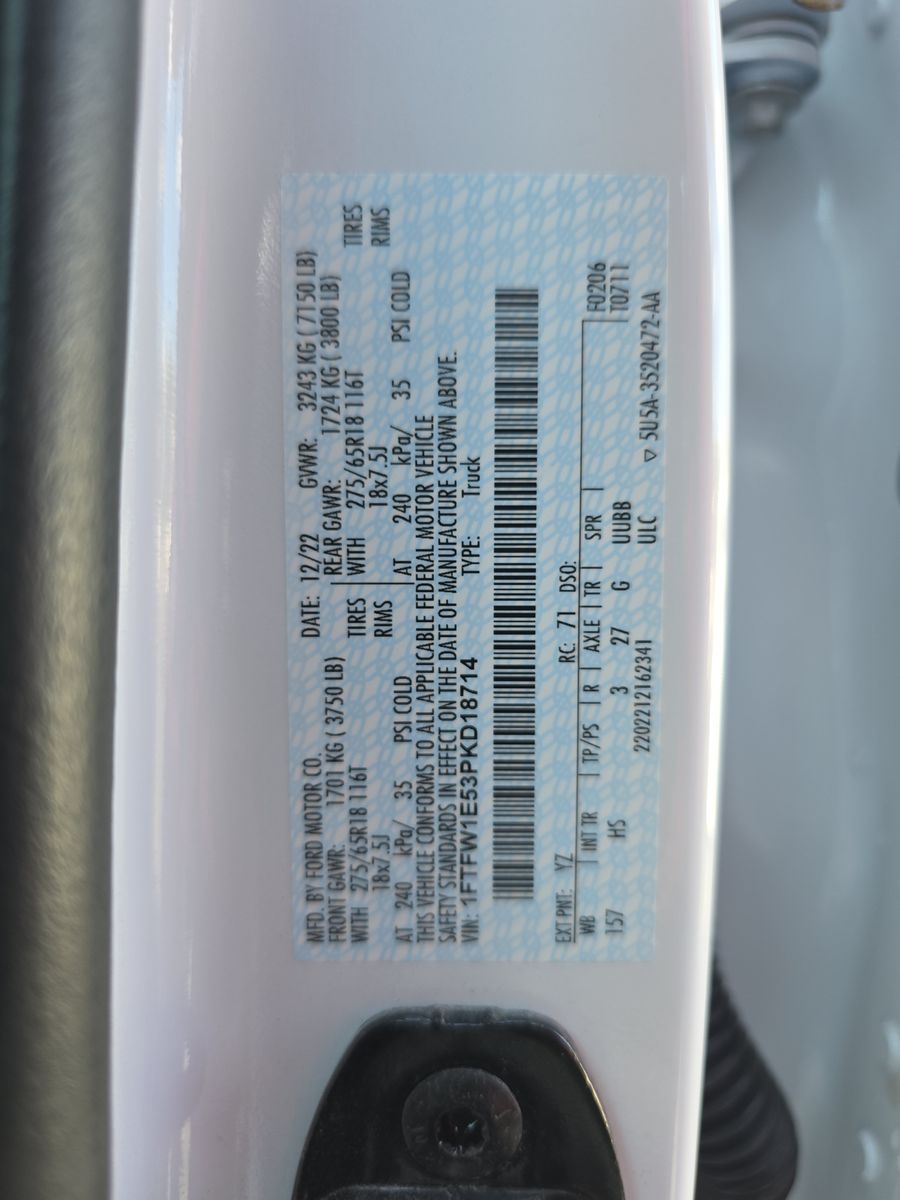 MFD. BY FORD MOTOR CO. DATE: 12/22 GVWR: 3243 KG ( 7150 LB)
FRONT GAWR: 1701 KG ( 3750 LB) REAR GAWR: 1724 KG ( 3800 LB)
WITH 275/65R18 116T TIRES WITH 275/65R18 116T TIRES
18x7.5J RIMS 18x7.5J RIMS
AT 240 kPa/ 35 PSI COLD AT 240 kPa/ 35 PSI COLD
THIS VEHICLE CONFORMS TO ALL APPLICABLE FEDERAL MOTOR VEHICLE
SAFETY STANDARDS IN EFFECT ON THE DATE OF MANUFACTURE SHOWN ABOVE.
VIN: 1FTFW1E53PKD18714 TYPE: Truck
EXT PNT: YZ RC: 71 DSO: F0206
WB INT TR TP/PS R AXLE TR SPR T0711
157 HS 3 27 G UUBB
2202212162341 ULC ▽ 5U5A-3520472-AA